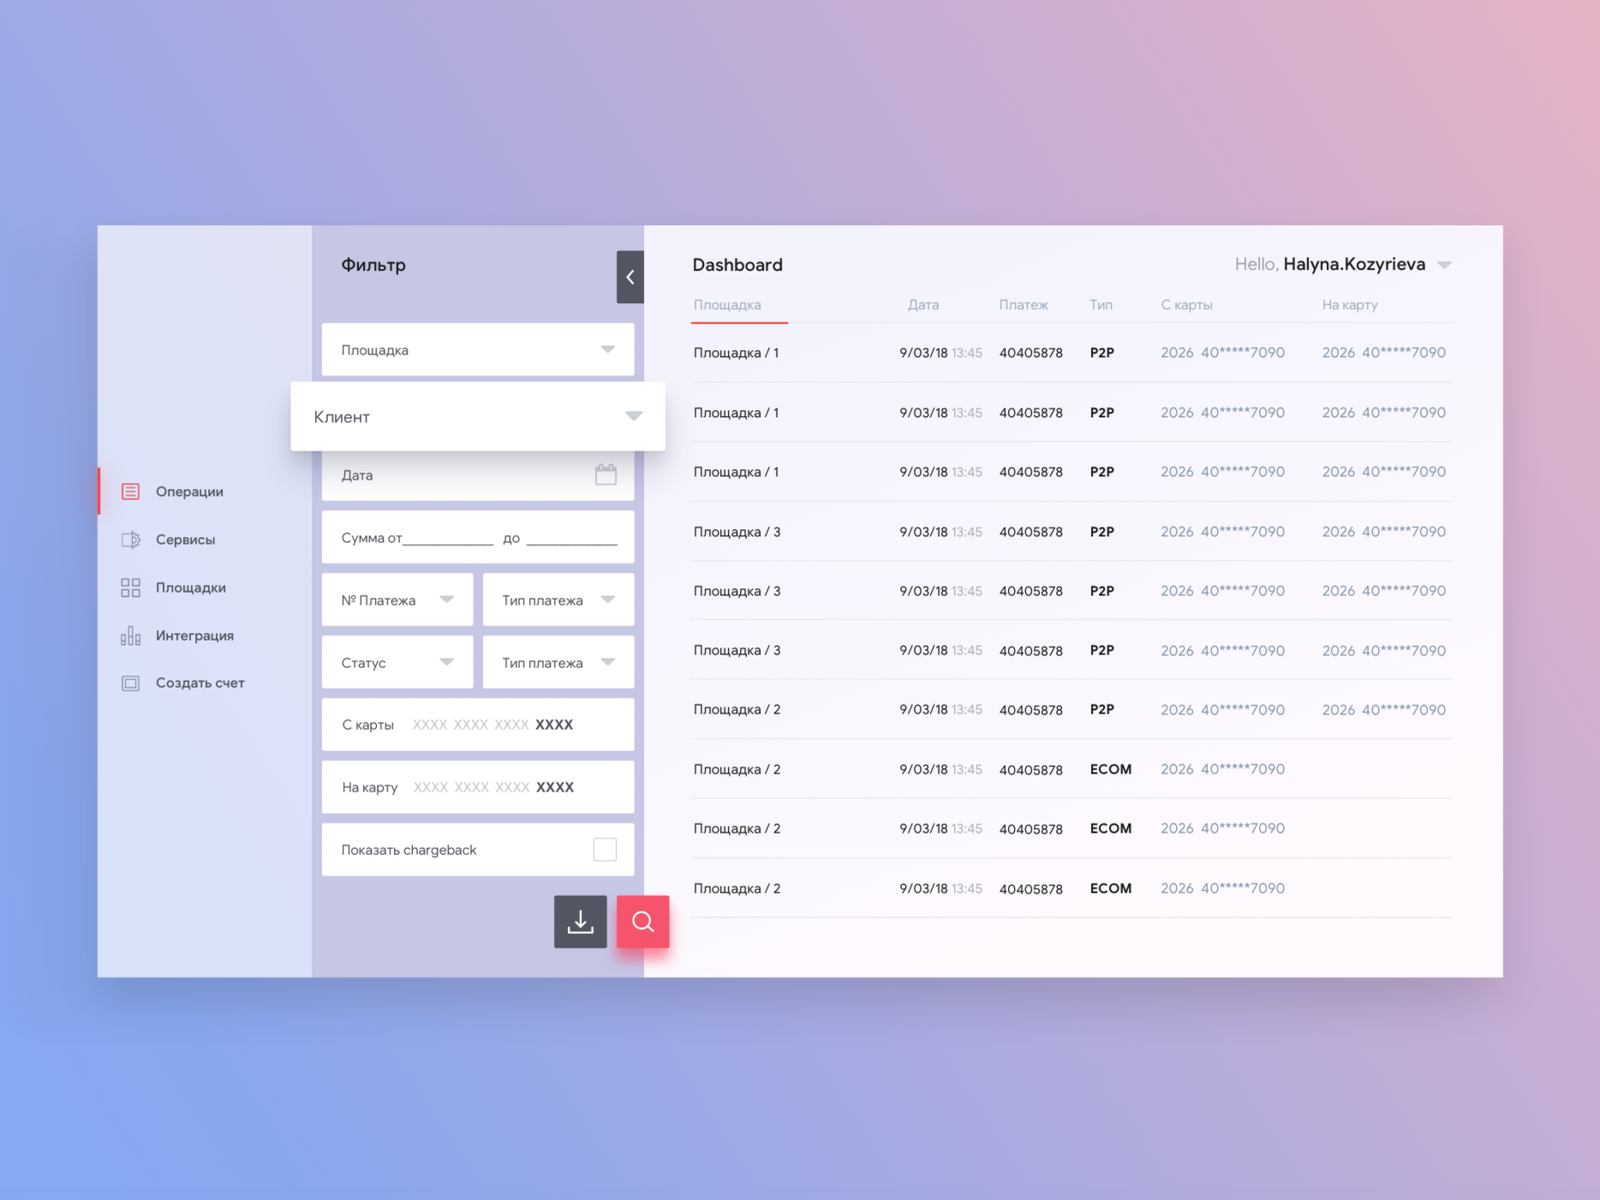 Операции
Сервисы
Площадки
Интеграция
Создать счет
Фильтр
Площадка
Клиент
Дата
Сумма от____________ до ____________
№ Платежа Тип платежа
Статус Тип платежа
С карты XXXX XXXX XXXX XXXX
На карту XXXX XXXX XXXX XXXX
Показать chargeback
Dashboard Hello, Halyna.Kozyrieva
Площадка Дата Платеж Тип С карты На карту
Площадка / 1 9/03/18 13:45 40405878 P2P 2026 40*****7090 2026 40*****7090
Площадка / 1 9/03/18 13:45 40405878 P2P 2026 40*****7090 2026 40*****7090
Площадка / 1 9/03/18 13:45 40405878 P2P 2026 40*****7090 2026 40*****7090
Площадка / 3 9/03/18 13:45 40405878 P2P 2026 40*****7090 2026 40*****7090
Площадка / 3 9/03/18 13:45 40405878 P2P 2026 40*****7090 2026 40*****7090
Площадка / 3 9/03/18 13:45 40405878 P2P 2026 40*****7090 2026 40*****7090
Площадка / 2 9/03/18 13:45 40405878 P2P 2026 40*****7090 2026 40*****7090
Площадка / 2 9/03/18 13:45 40405878 ECOM 2026 40*****7090
Площадка / 2 9/03/18 13:45 40405878 ECOM 2026 40*****7090
Площадка / 2 9/03/18 13:45 40405878 ECOM 2026 40*****7090